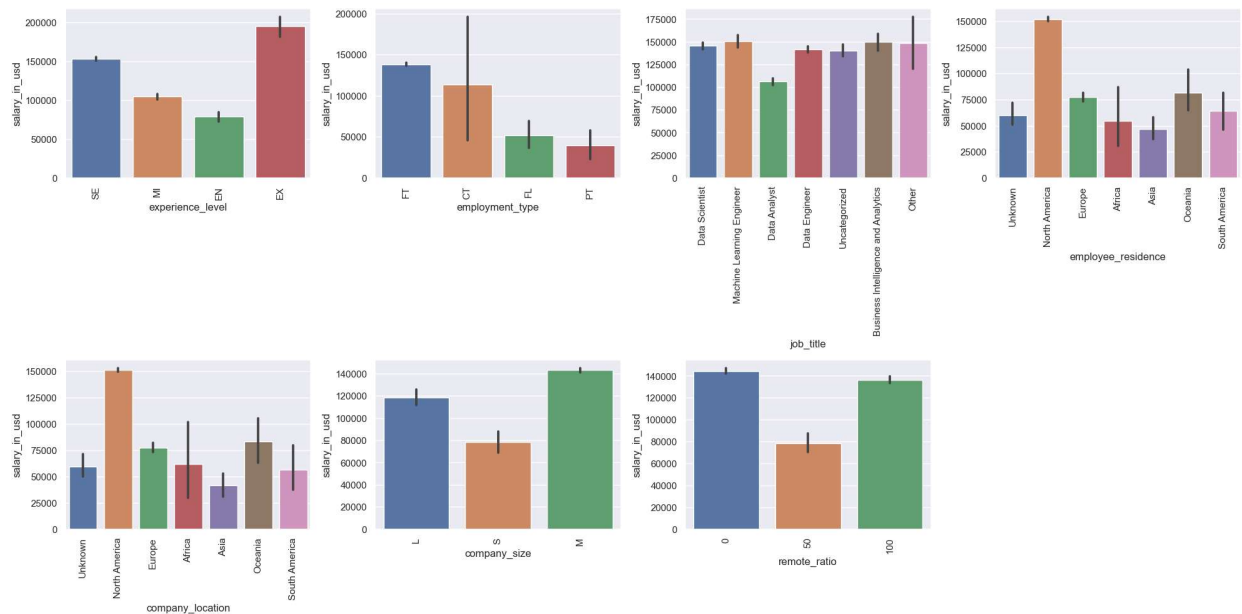 salary_in_usd
200000
150000
100000
50000
0
SE
MI
EN
EX
experience_level
salary_in_usd
200000
150000
100000
50000
0
FT
CT
FL
PT
employment_type
salary_in_usd
175000
150000
125000
100000
75000
50000
25000
0
Data Scientist
Machine Learning Engineer
Data Analyst
Data Engineer
Uncategorized
Business Intelligence and Analytics
Other
job_title
salary_in_usd
150000
125000
100000
75000
50000
25000
0
Unknown
North America
Europe
Africa
Asia
Oceania
South America
employee_residence
salary_in_usd
150000
125000
100000
75000
50000
25000
0
Unknown
North America
Europe
Africa
Asia
Oceania
South America
company_location
salary_in_usd
140000
120000
100000
80000
60000
40000
20000
0
L
S
M
company_size
salary_in_usd
140000
120000
100000
80000
60000
40000
20000
0
0
50
100
remote_ratio